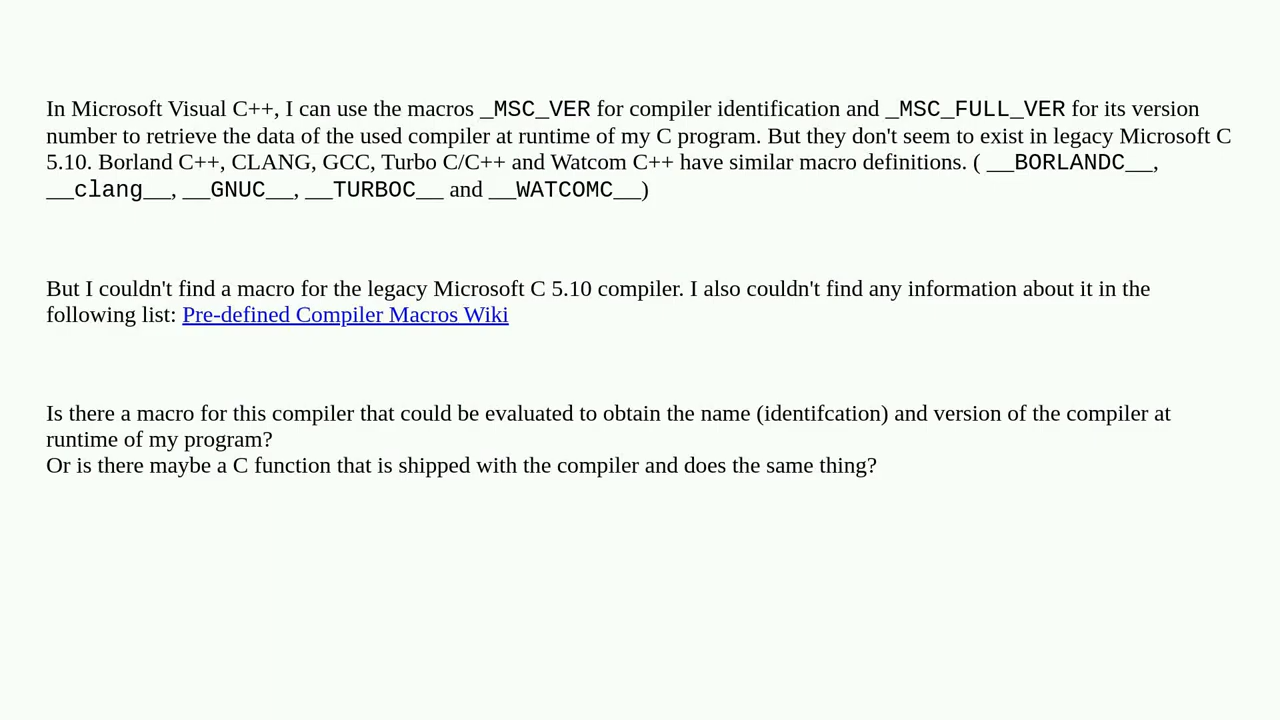 In Microsoft Visual C++, I can use the macros _MSC_VER for compiler identification and _MSC_FULL_VER for its version
number to retrieve the data of the used compiler at runtime of my C program. But they don't seem to exist in legacy Microsoft C
5.10. Borland C++, CLANG, GCC, Turbo C/C++ and Watcom C++ have similar macro definitions. ( __BORLANDC__,
__clang__, __GNUC__, __TURBOC__ and __WATCOMC__)
But I couldn't find a macro for the legacy Microsoft C 5.10 compiler. I also couldn't find any information about it in the
following list: Pre-defined Compiler Macros Wiki
Is there a macro for this compiler that could be evaluated to obtain the name (identifcation) and version of the compiler at
runtime of my program?
Or is there maybe a C function that is shipped with the compiler and does the same thing?